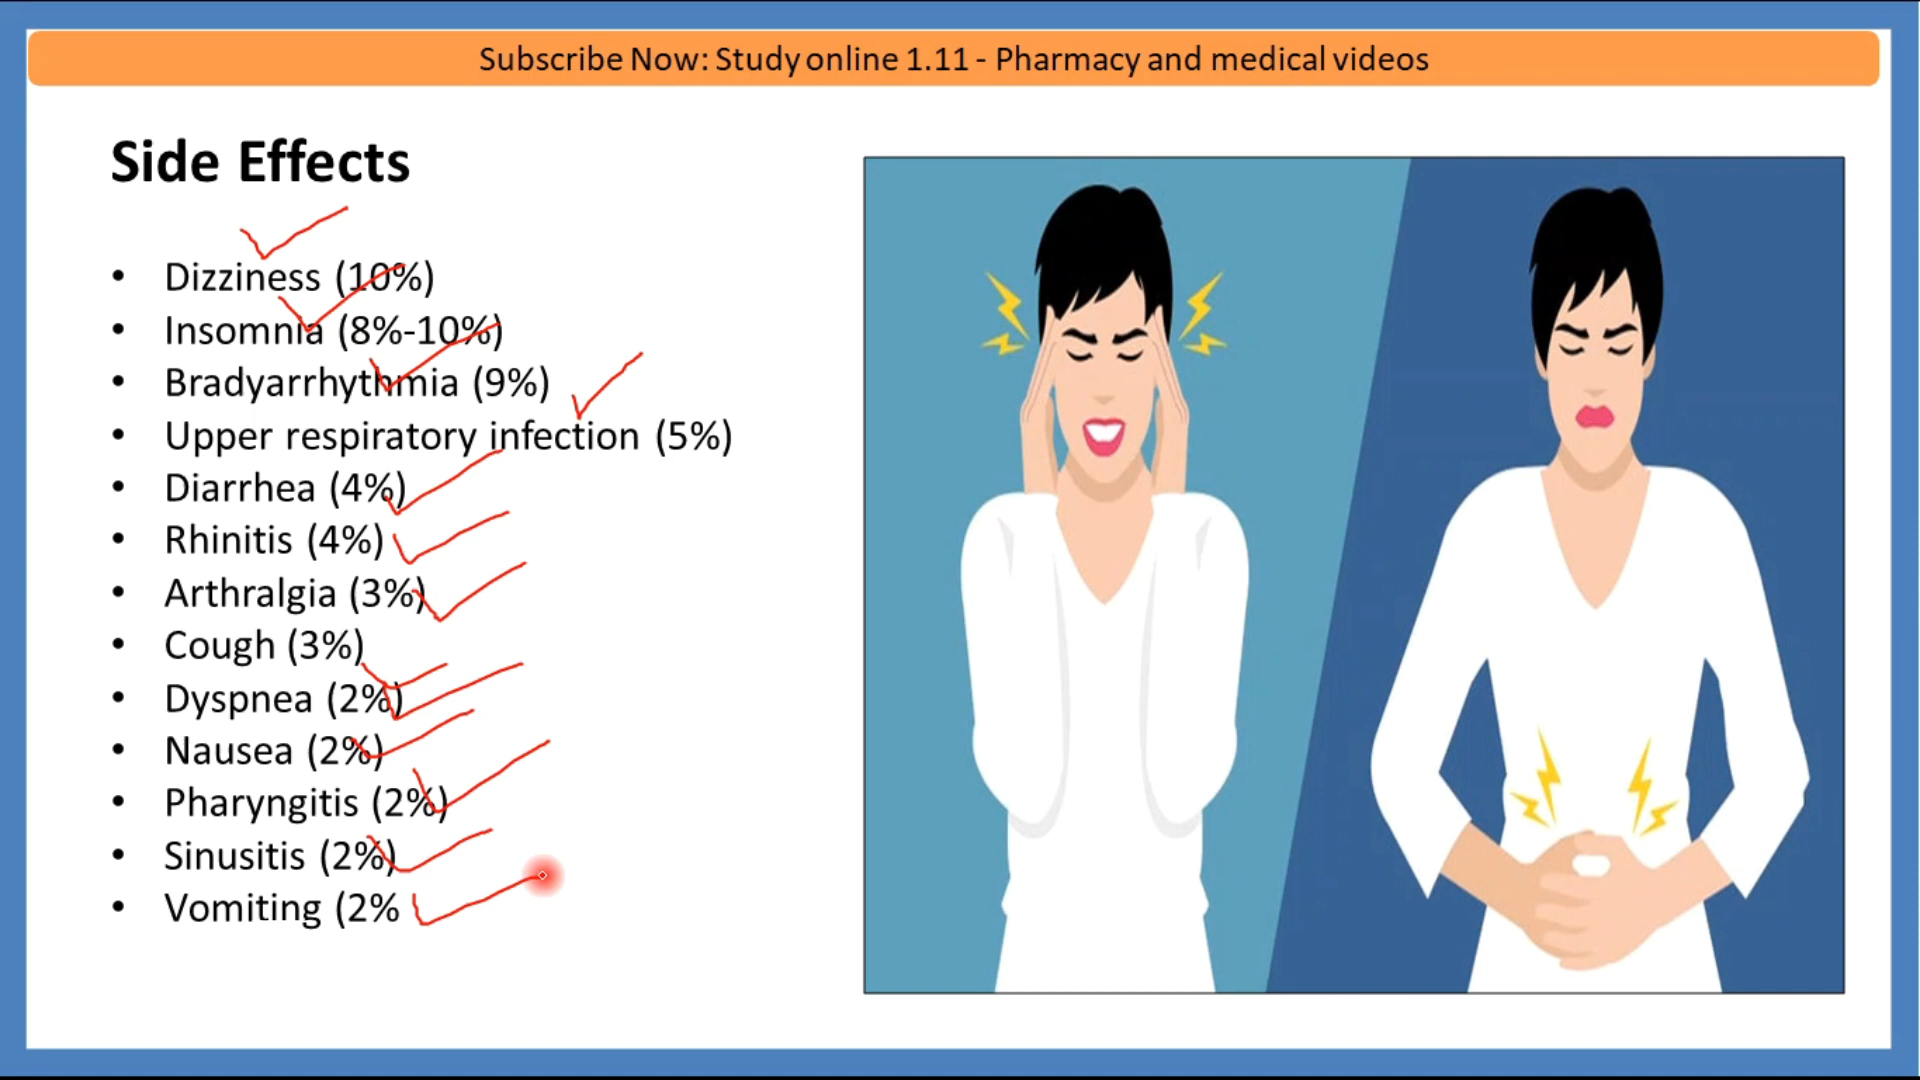 Subscribe Now: Study online 1.11 - Pharmacy and medical videos
Side Effects
• Dizziness (10%)
• Insomnia (8%-10%)
• Bradyarrhythmia (9%)
• Upper respiratory infection (5%)
• Diarrhea (4%)
• Rhinitis (4%)
• Arthralgia (3%)
• Cough (3%)
• Dyspnea (2%)
• Nausea (2%)
• Pharyngitis (2%)
• Sinusitis (2%)
• Vomiting (2%